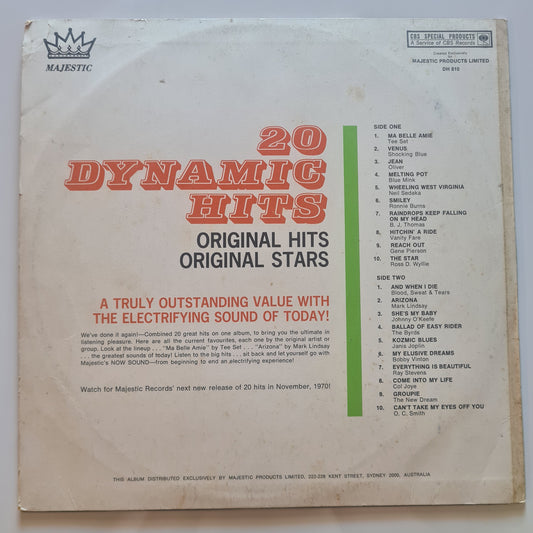 MAJESTIC
CBS SPECIAL PRODUCTS
A Service of CBS Records
Created Exclusively
for
MAJESTIC PRODUCTS LIMITED
DH 810
20
DYNAMIC
HITS
ORIGINAL HITS
ORIGINAL STARS
A TRULY OUTSTANDING VALUE WITH
THE ELECTRIFYING SOUND OF TODAY!
We've done it again!—Combined 20 great hits on one album, to bring you the ultimate in
listening pleasure. Here are all the current favourites, each one by the original artist or
group. Look at the lineup . . . "Ma Belle Amie" by Tee Set . . . "Arizona" by Mark Lindsay
. . . the greatest sounds of today! Listen to the big hits . . . sit back and let yourself go with
Majestic's NOW SOUND—from beginning to end an electrifying experience!
Watch for Majestic Records' next new release of 20 hits in November, 1970!
SIDE ONE
1. MA BELLE AMIE
Tee Set
2. VENUS
Shocking Blue
3. JEAN
Oliver
4. MELTING POT
Blue Mink
5. WHEELING WEST VIRGINIA
Neil Sedaka
6. SMILEY
Ronnie Burns
7. RAINDROPS KEEP FALLING
ON MY HEAD
B. J. Thomas
8. HITCHIN' A RIDE
Vanity Fare
9. REACH OUT
Gene Pierson
10. THE STAR
Ross D. Wyllie
SIDE TWO
1. AND WHEN I DIE
Blood, Sweat & Tears
2. ARIZONA
Mark Lindsay
3. SHE'S MY BABY
Johnny O'Keefe
4. BALLAD OF EASY RIDER
The Byrds
5. KOZMIC BLUES
Janis Joplin
6. MY ELUSIVE DREAMS
Bobby Vinton
7. EVERYTHING IS BEAUTIFUL
Ray Stevens
8. COME INTO MY LIFE
Col Joye
9. GROUPIE
The New Dream
10. CAN'T TAKE MY EYES OFF YOU
O. C. Smith
THIS ALBUM DISTRIBUTED EXCLUSIVELY BY MAJESTIC PRODUCTS LIMITED, 222-228 KENT STREET, SYDNEY 2000, AUSTRALIA